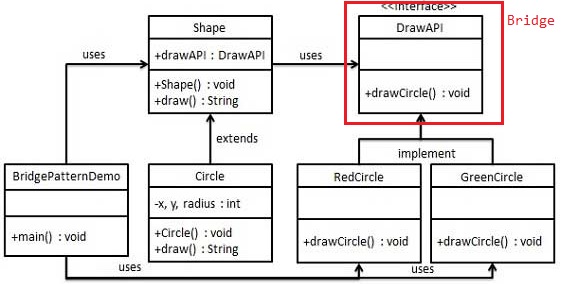 <<Interface>>
Bridge
Shape
DrawAPI
uses
+drawAPI : DrawAPI
uses
+Shape() : void
+draw() : String
+drawCircle() : void
extends
implement
BridgePatternDemo
Circle
RedCircle
GreenCircle
-x, y, radius : int
+main() : void
+Circle() : void
+draw() : String
+drawCircle() : void
+drawCircle() : void
uses
uses